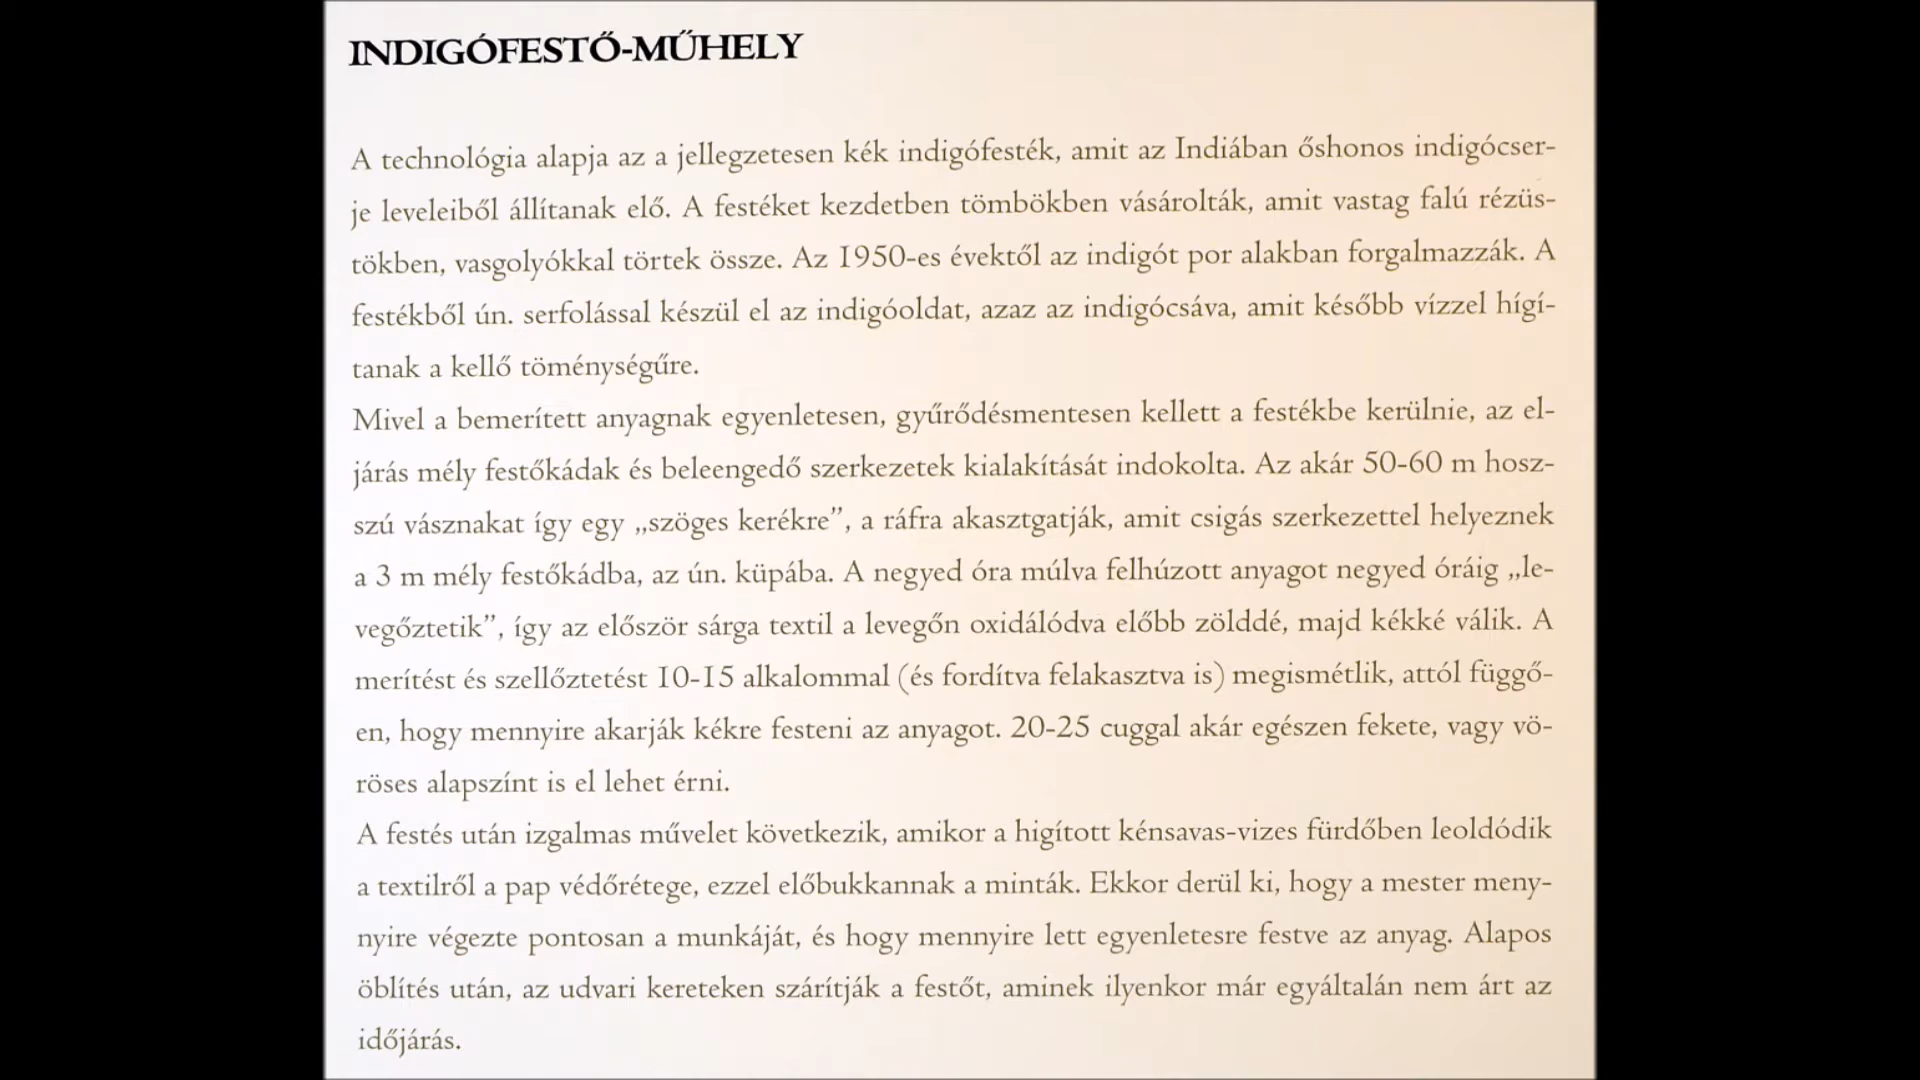 INDIGÓFESTŐ-MŰHELY
A technológia alapja az a jellegzetesen kék indigófesték, amit az Indiában őshonos indigócser-
je leveleiből állítanak elő. A festéket kezdetben tömbökben vásárolták, amit vastag falú rézüs-
tökben, vasgolyókkal törtek össze. Az 1950-es évektől az indigót por alakban forgalmazzák. A
festékből ún. serfolással készül el az indigóoldat, azaz az indigócsáva, amit később vízzel hígí-
tanak a kellő töménységűre.
Mivel a bemerített anyagnak egyenletesen, gyűrődésmentesen kellett a festékbe kerülnie, az el-
járás mély festőkádak és beleengedő szerkezetek kialakítását indokolta. Az akár 50-60 m hosz-
szú vásznakat így egy „szöges kerékre”, a ráfra akasztgatják, amit csigás szerkezettel helyeznek
a 3 m mély festőkádba, az ún. küpába. A negyed óra múlva felhúzott anyagot negyed óráig „le-
vegőztetik”, így az először sárga textil a levegőn oxidálódva előbb zölddé, majd kékké válik. A
merítést és szellőztetést 10-15 alkalommal (és fordítva felakasztva is) megismétlik, attól függő-
en, hogy mennyire akarják kékre festeni az anyagot. 20-25 cuggal akár egészen fekete, vagy vö-
röses alapszínt is el lehet érni.
A festés után izgalmas művelet következik, amikor a higított kénsavas-vizes fürdőben leoldódik
a textilről a pap védőrétege, ezzel előbukkannak a minták. Ekkor derül ki, hogy a mester meny-
nyire végezte pontosan a munkáját, és hogy mennyire lett egyenletesre festve az anyag. Alapos
öblítés után, az udvari kereteken szárítják a festőt, aminek ilyenkor már egyáltalán nem árt az
időjárás.